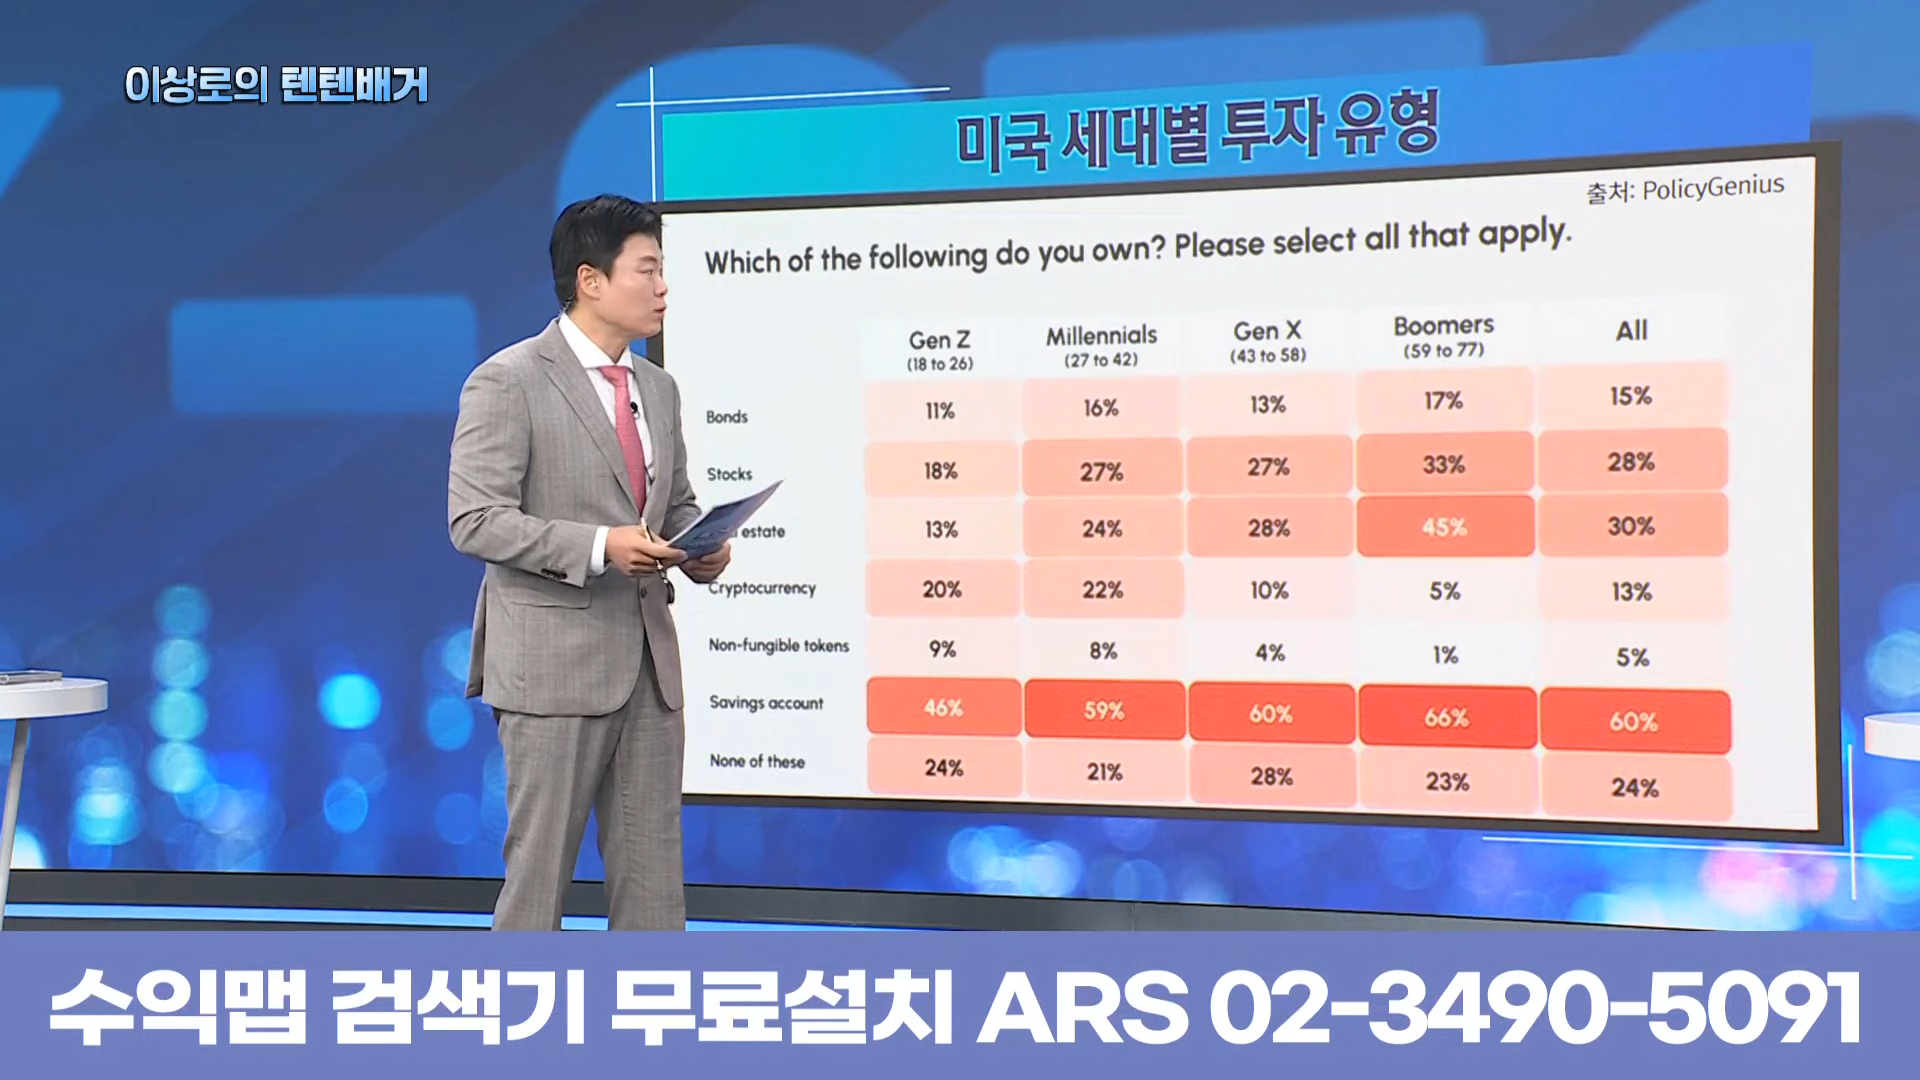 이상로의 텐텐배거
미국 세대별 투자 유형
출처: PolicyGenius
Which of the following do you own? Please select all that apply.
Gen Z Millennials Gen X Boomers All
(18 to 26) (27 to 42) (43 to 58) (59 to 77)
Bonds 11% 16% 13% 17% 15%
Stocks 18% 27% 27% 33% 28%
estate 13% 24% 28% 45% 30%
Cryptocurrency 20% 22% 10% 5% 13%
Non-fungible tokens 9% 8% 4% 1% 5%
Savings account 46% 59% 60% 66% 60%
None of these 24% 21% 28% 23% 24%
수익맵 검색기 무료설치 ARS 02-3490-5091